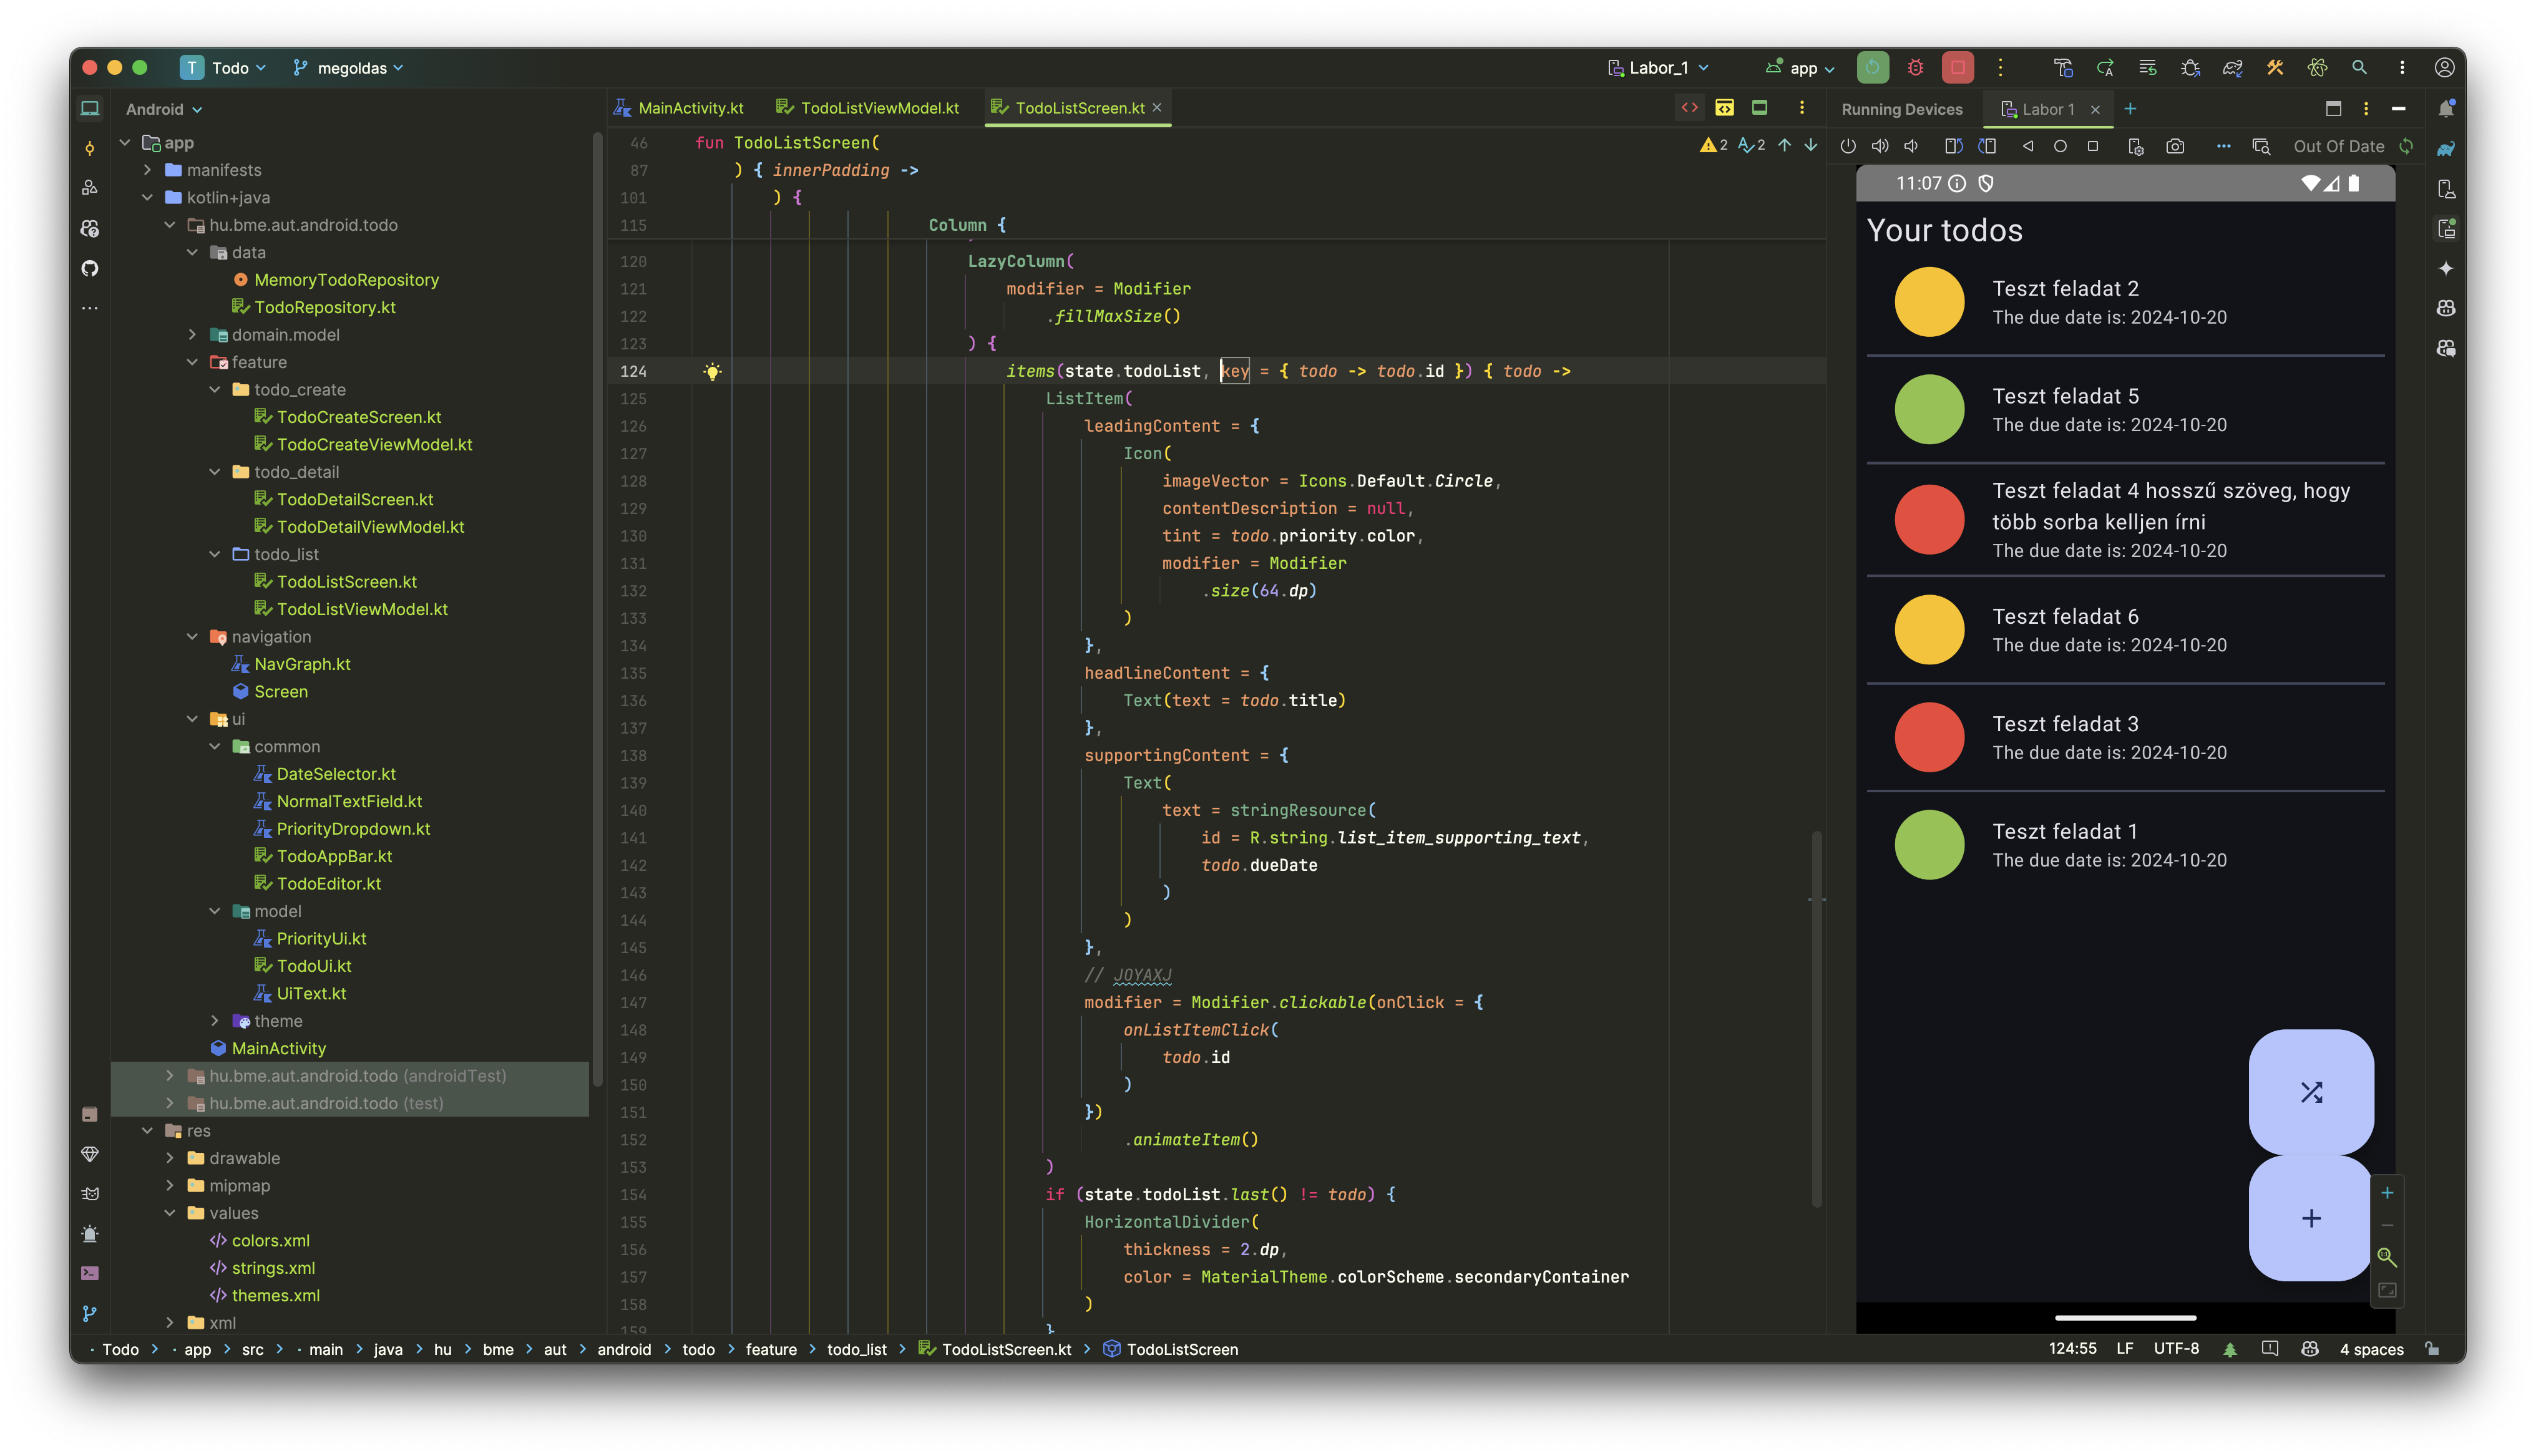 T Todo megoldas Labor_1 app
Android
app
manifests
kotlin+java
hu.bme.aut.android.todo
data
MemoryTodoRepository
TodoRepository.kt
domain.model
feature
todo_create
TodoCreateScreen.kt
TodoCreateViewModel.kt
todo_detail
TodoDetailScreen.kt
TodoDetailViewModel.kt
todo_list
TodoListScreen.kt
TodoListViewModel.kt
navigation
NavGraph.kt
Screen
ui
common
DateSelector.kt
NormalTextField.kt
PriorityDropdown.kt
TodoAppBar.kt
TodoEditor.kt
model
PriorityUi.kt
TodoUi.kt
UiText.kt
theme
MainActivity
hu.bme.aut.android.todo (androidTest)
hu.bme.aut.android.todo (test)
res
drawable
mipmap
values
colors.xml
strings.xml
themes.xml
xml
MainActivity.kt TodoListViewModel.kt TodoListScreen.kt
2 2
46 fun TodoListScreen(
87 ) { innerPadding ->
101 ) {
115 Column {
120 LazyColumn(
121 modifier = Modifier
122 .fillMaxSize()
123 ) {
124 items(state.todoList, key = { todo -> todo.id }) { todo ->
125 ListItem(
126 leadingContent = {
127 Icon(
128 imageVector = Icons.Default.Circle,
129 contentDescription = null,
130 tint = todo.priority.color,
131 modifier = Modifier
132 .size(64.dp)
133 )
134 },
135 headlineContent = {
136 Text(text = todo.title)
137 },
138 supportingContent = {
139 Text(
140 text = stringResource(
141 id = R.string.list_item_supporting_text,
142 todo.dueDate
143 )
144 )
145 },
146 // JOYAXJ
147 modifier = Modifier.clickable(onClick = {
148 onListItemClick(
149 todo.id
150 )
151 })
152 .animateItem()
153 )
154 if (state.todoList.last() != todo) {
155 HorizontalDivider(
156 thickness = 2.dp,
157 color = MaterialTheme.colorScheme.secondaryContainer
158 )
159 }
Running Devices Labor 1
Out Of Date
11:07
Your todos
Teszt feladat 2
The due date is: 2024-10-20
Teszt feladat 5
The due date is: 2024-10-20
Teszt feladat 4 hosszű szöveg, hogy
több sorba kelljen írni
The due date is: 2024-10-20
Teszt feladat 6
The due date is: 2024-10-20
Teszt feladat 3
The due date is: 2024-10-20
Teszt feladat 1
The due date is: 2024-10-20
Todo > app > src > main > java > hu > bme > aut > android > todo > feature > todo_list > TodoListScreen.kt > TodoListScreen
124:55 LF UTF-8 4 spaces